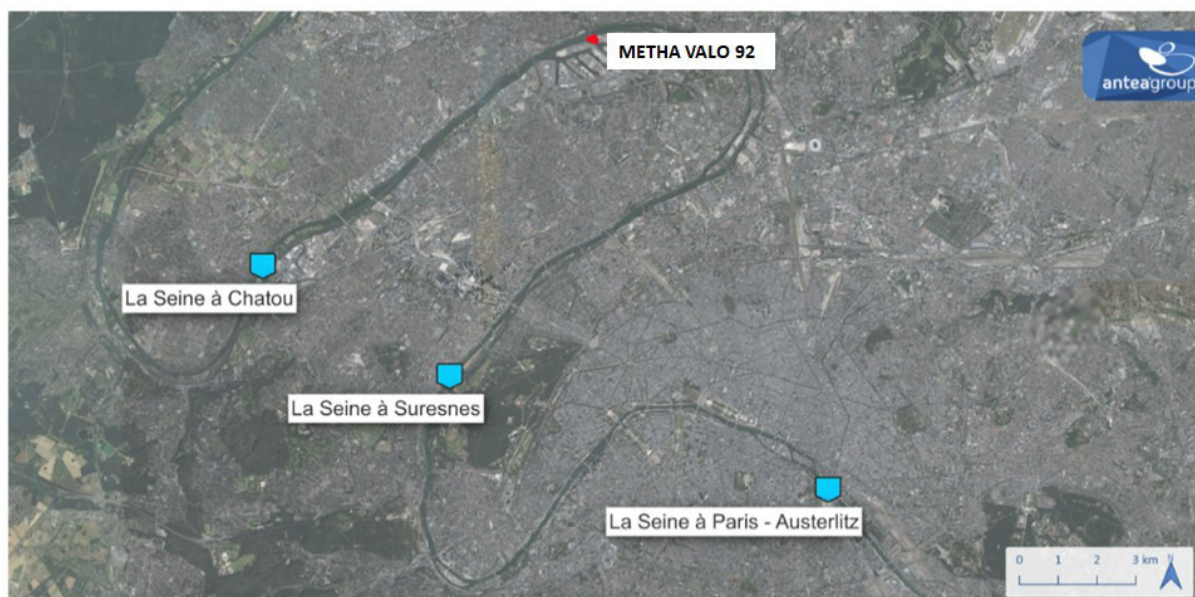 METHA VALO 92
anteagroup
La Seine à Chatou
La Seine à Suresnes
La Seine à Paris - Austerlitz
0 1 2 3 km
N